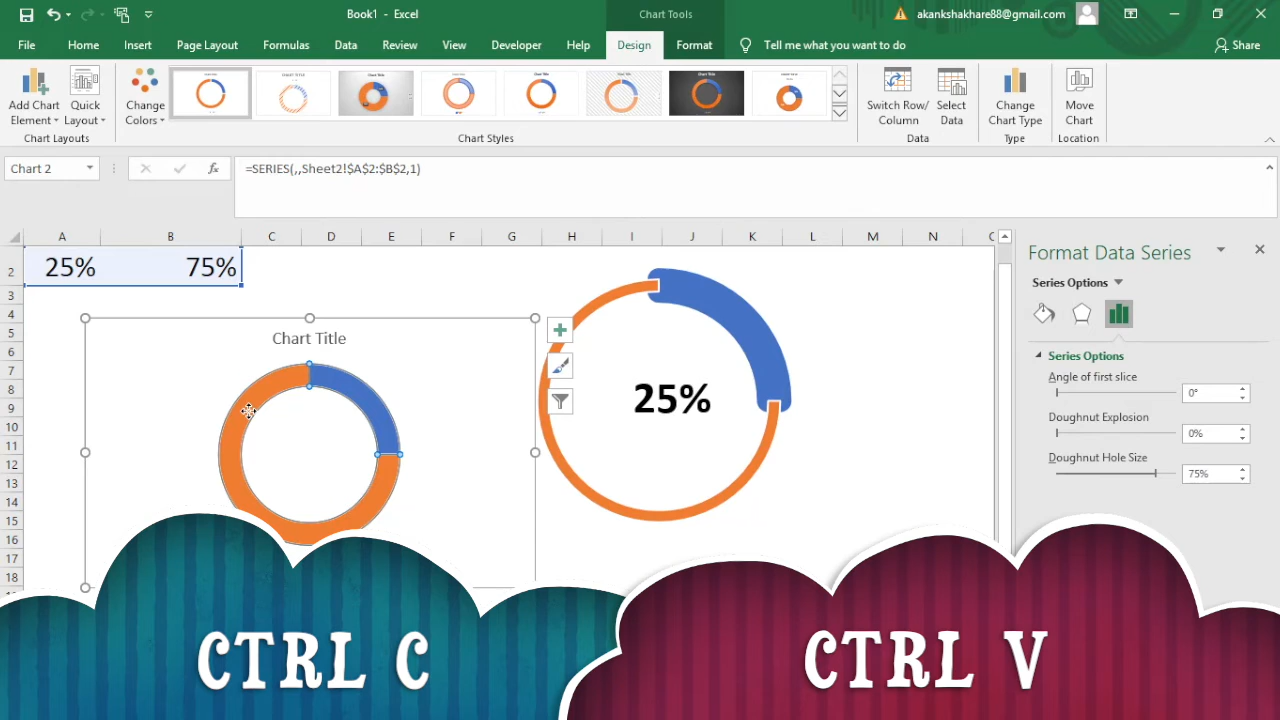 Book1 - Excel
Chart Tools
akankshakhare88@gmail.com
File Home Insert Page Layout Formulas Data Review View Developer Help Design Format Tell me what you want to do Share
Add Chart Element
Quick Layout
Change Colors
Switch Row/ Column
Select Data
Change Chart Type
Move Chart
Chart Layouts
Chart Styles
Data
Type
Location
Chart 2
fx
=SERIES(,,Sheet2!$A$2:$B$2,1)
A B C D E F G H I J K L M N
2
25% 75%
3
4
5
6
7
8
9
10
11
12
13
14
15
16
17
18
Chart Title
25%
Format Data Series
Series Options
Series Options
Angle of first slice
0°
Doughnut Explosion
0%
Doughnut Hole Size
75%
CTRL C
CTRL V